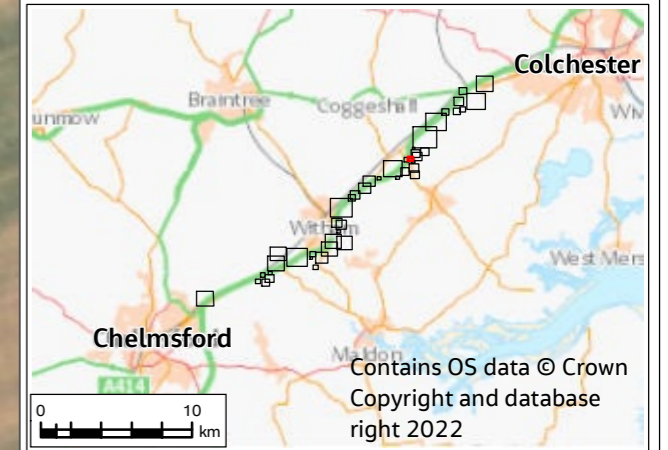 Colchester
Braintree
Coggeshall
unmow
Witham
West Mers
Chelmsford
Maldon
A414
Contains OS data © Crown
Copyright and database
right 2022
0 10
km